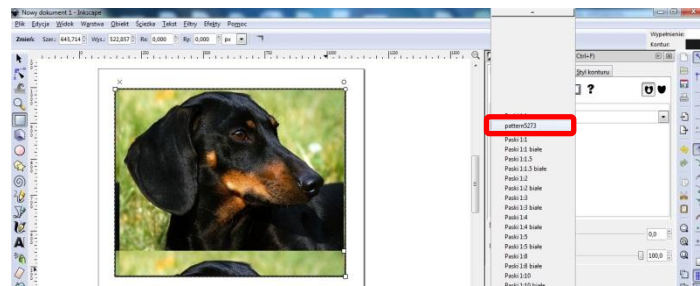 Nowy dokument 1 - Inkscape
Plik Edycja Widok Warstwa Obiekt Ścieżka Tekst Filtry Efekty Pomoc
Zmień: Szer.: 645,714 Wys.: 522,857 Rx: 0,000 Ry: 0,000 px
Wypełnienie:
Kontur:
Ctrl+F)
Styl konturu
pattern5273
Paski 1:1
Paski 1:1 białe
Paski 1:1.5
Paski 1:1.5 białe
Paski 1:2
Paski 1:2 białe
Paski 1:3
Paski 1:3 białe
Paski 1:4
Paski 1:4 białe
Paski 1:5
Paski 1:5 białe
0,0
Paski 1:8
Paski 1:8 białe
100,0
Paski 1:10
Paski 1:10 białe